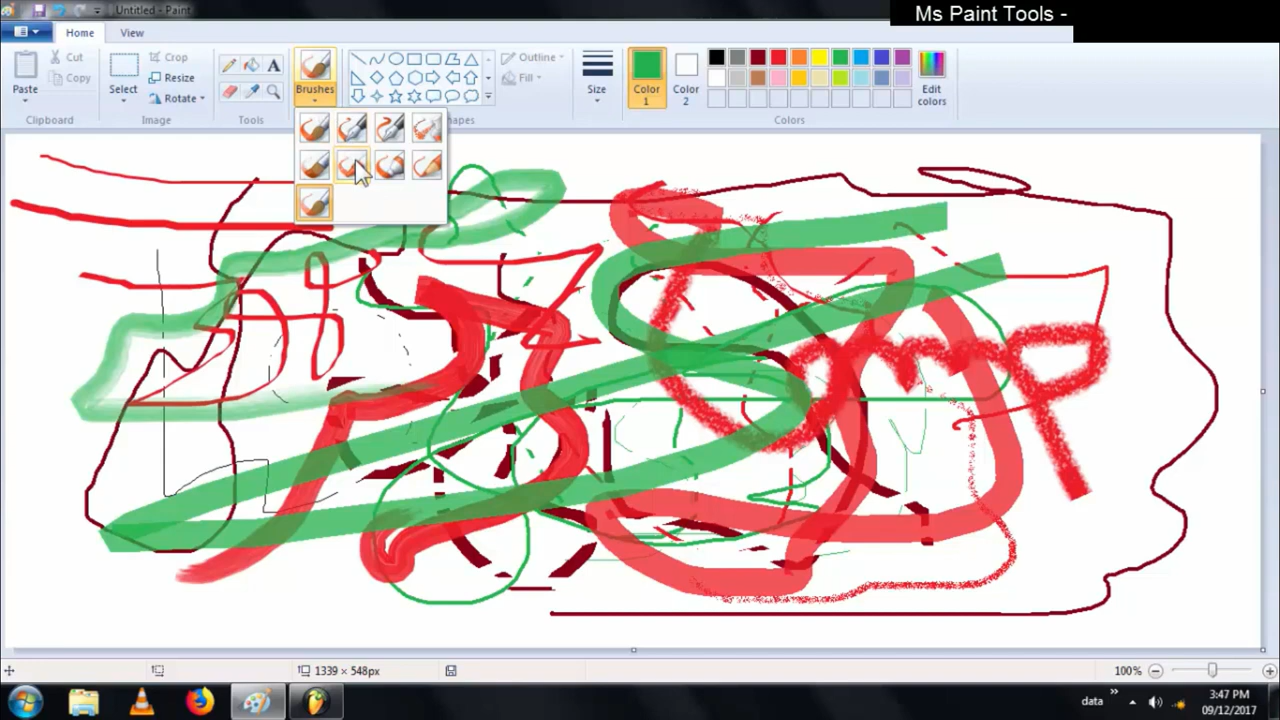 Untitled - Paint
Ms Paint Tools -
Home
View
Paste
Cut
Copy
Clipboard
Select
Crop
Resize
Rotate
Image
A
Tools
Brushes
Outline
Fill
apes
Size
Color 1
Color 2
Edit colors
Colors
1339 × 548px
100%
data
3:47 PM
09/12/2017